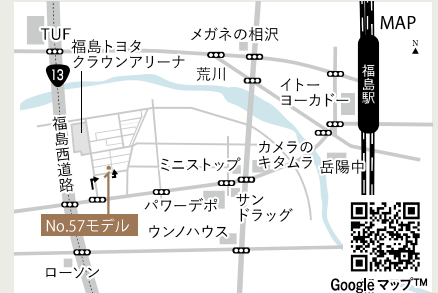 MAP
N
TUF
メガネの相沢
福島トヨタ
クラウンアリーナ
荒川
13
イトー
ヨーカドー
福島駅
福島西道路
カメラの
キタムラ
岳陽中
ミニストップ
パワーデポ
サン
ドラッグ
No.57モデル
ウンノハウス
ローソン
Googleマップ™